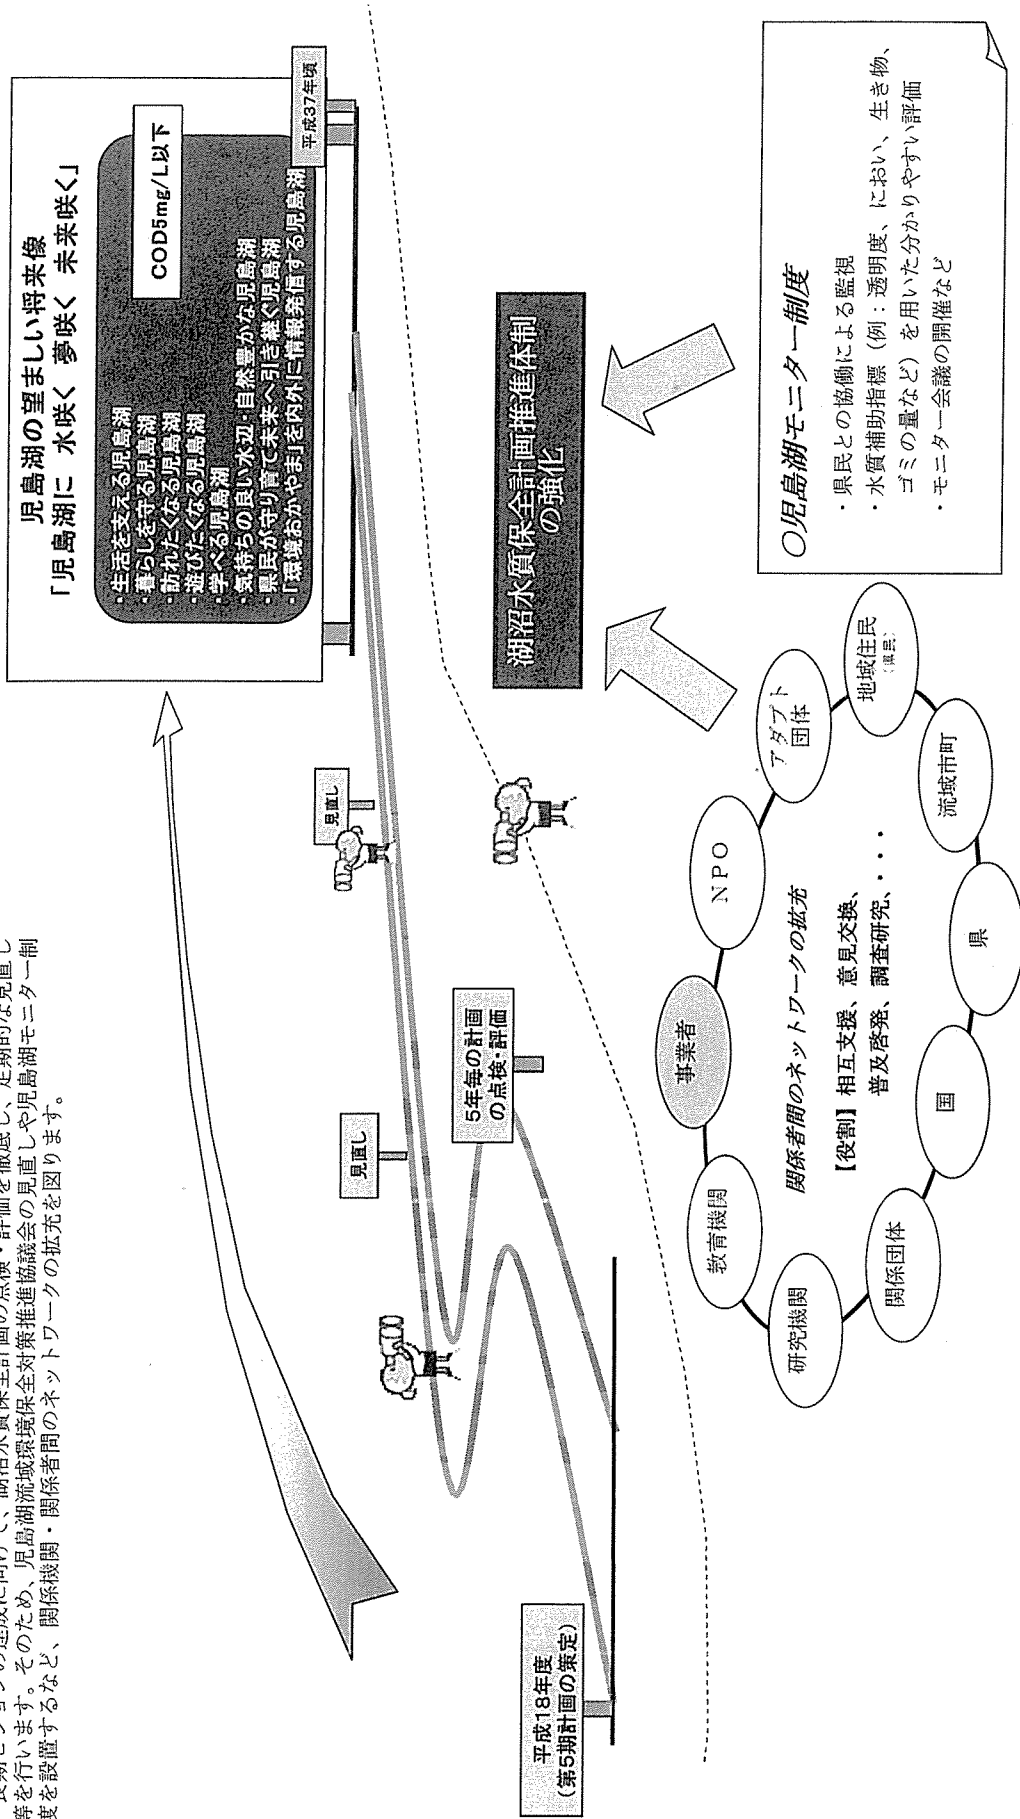 長期ビジョンの達成に向けて、湖沼水質保全計画の点検・評価を徹底し、定期的な見直し
等を行います。そのため、児島湖流域環境保全対策推進協議会の見直しや児島湖モニター制
度を設置するなど、関係機関・関係者間のネットワークの拡充を図ります。
児島湖の望ましい将来像
「児島湖に 水咲く 夢咲く 未来咲く」
・生活を支える児島湖
・暮らしを守る児島湖
・訪れたくなる児島湖
・遊びたくなる児島湖
・学べる児島湖
・気持ちの良い水辺・自然豊かな児島湖
・県民が守り育て未来へ引き継ぐ児島湖
・「環境おかやま」を内外に情報発信する児島湖
COD5mg/L以下
平成37年頃
見直し
見直し
5年毎の計画
の点検・評価
平成18年度
(第5期計画の策定)
湖沼水質保全計画推進体制
の強化
事業者
NPO
アダプト
団体
地域住民
(県民)
流域市町
県
国
関係団体
研究機関
教育機関
関係者間のネットワークの拡充
【役割】相互支援、意見交換、
普及啓発、調査研究、・・・
○児島湖モニター制度
・県民との協働による監視
・水質補助指標（例：透明度、におい、生き物、
ゴミの量など）を用いた分かりやすい評価
・モニター会議の開催など